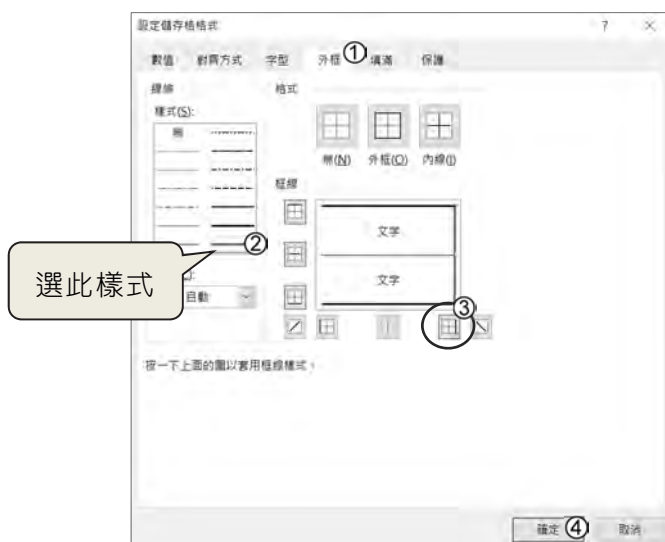 設定儲存格格式 ? ×
數值 對齊方式 字型 外框 ① 填滿 保護
線條
樣式(S):
無
②
選此樣式
自動
格式
無(N) 外框(O) 內線(I)
框線
文字
文字
③
按一下上面的圖以套用框線樣式。
確定 ④ 取消